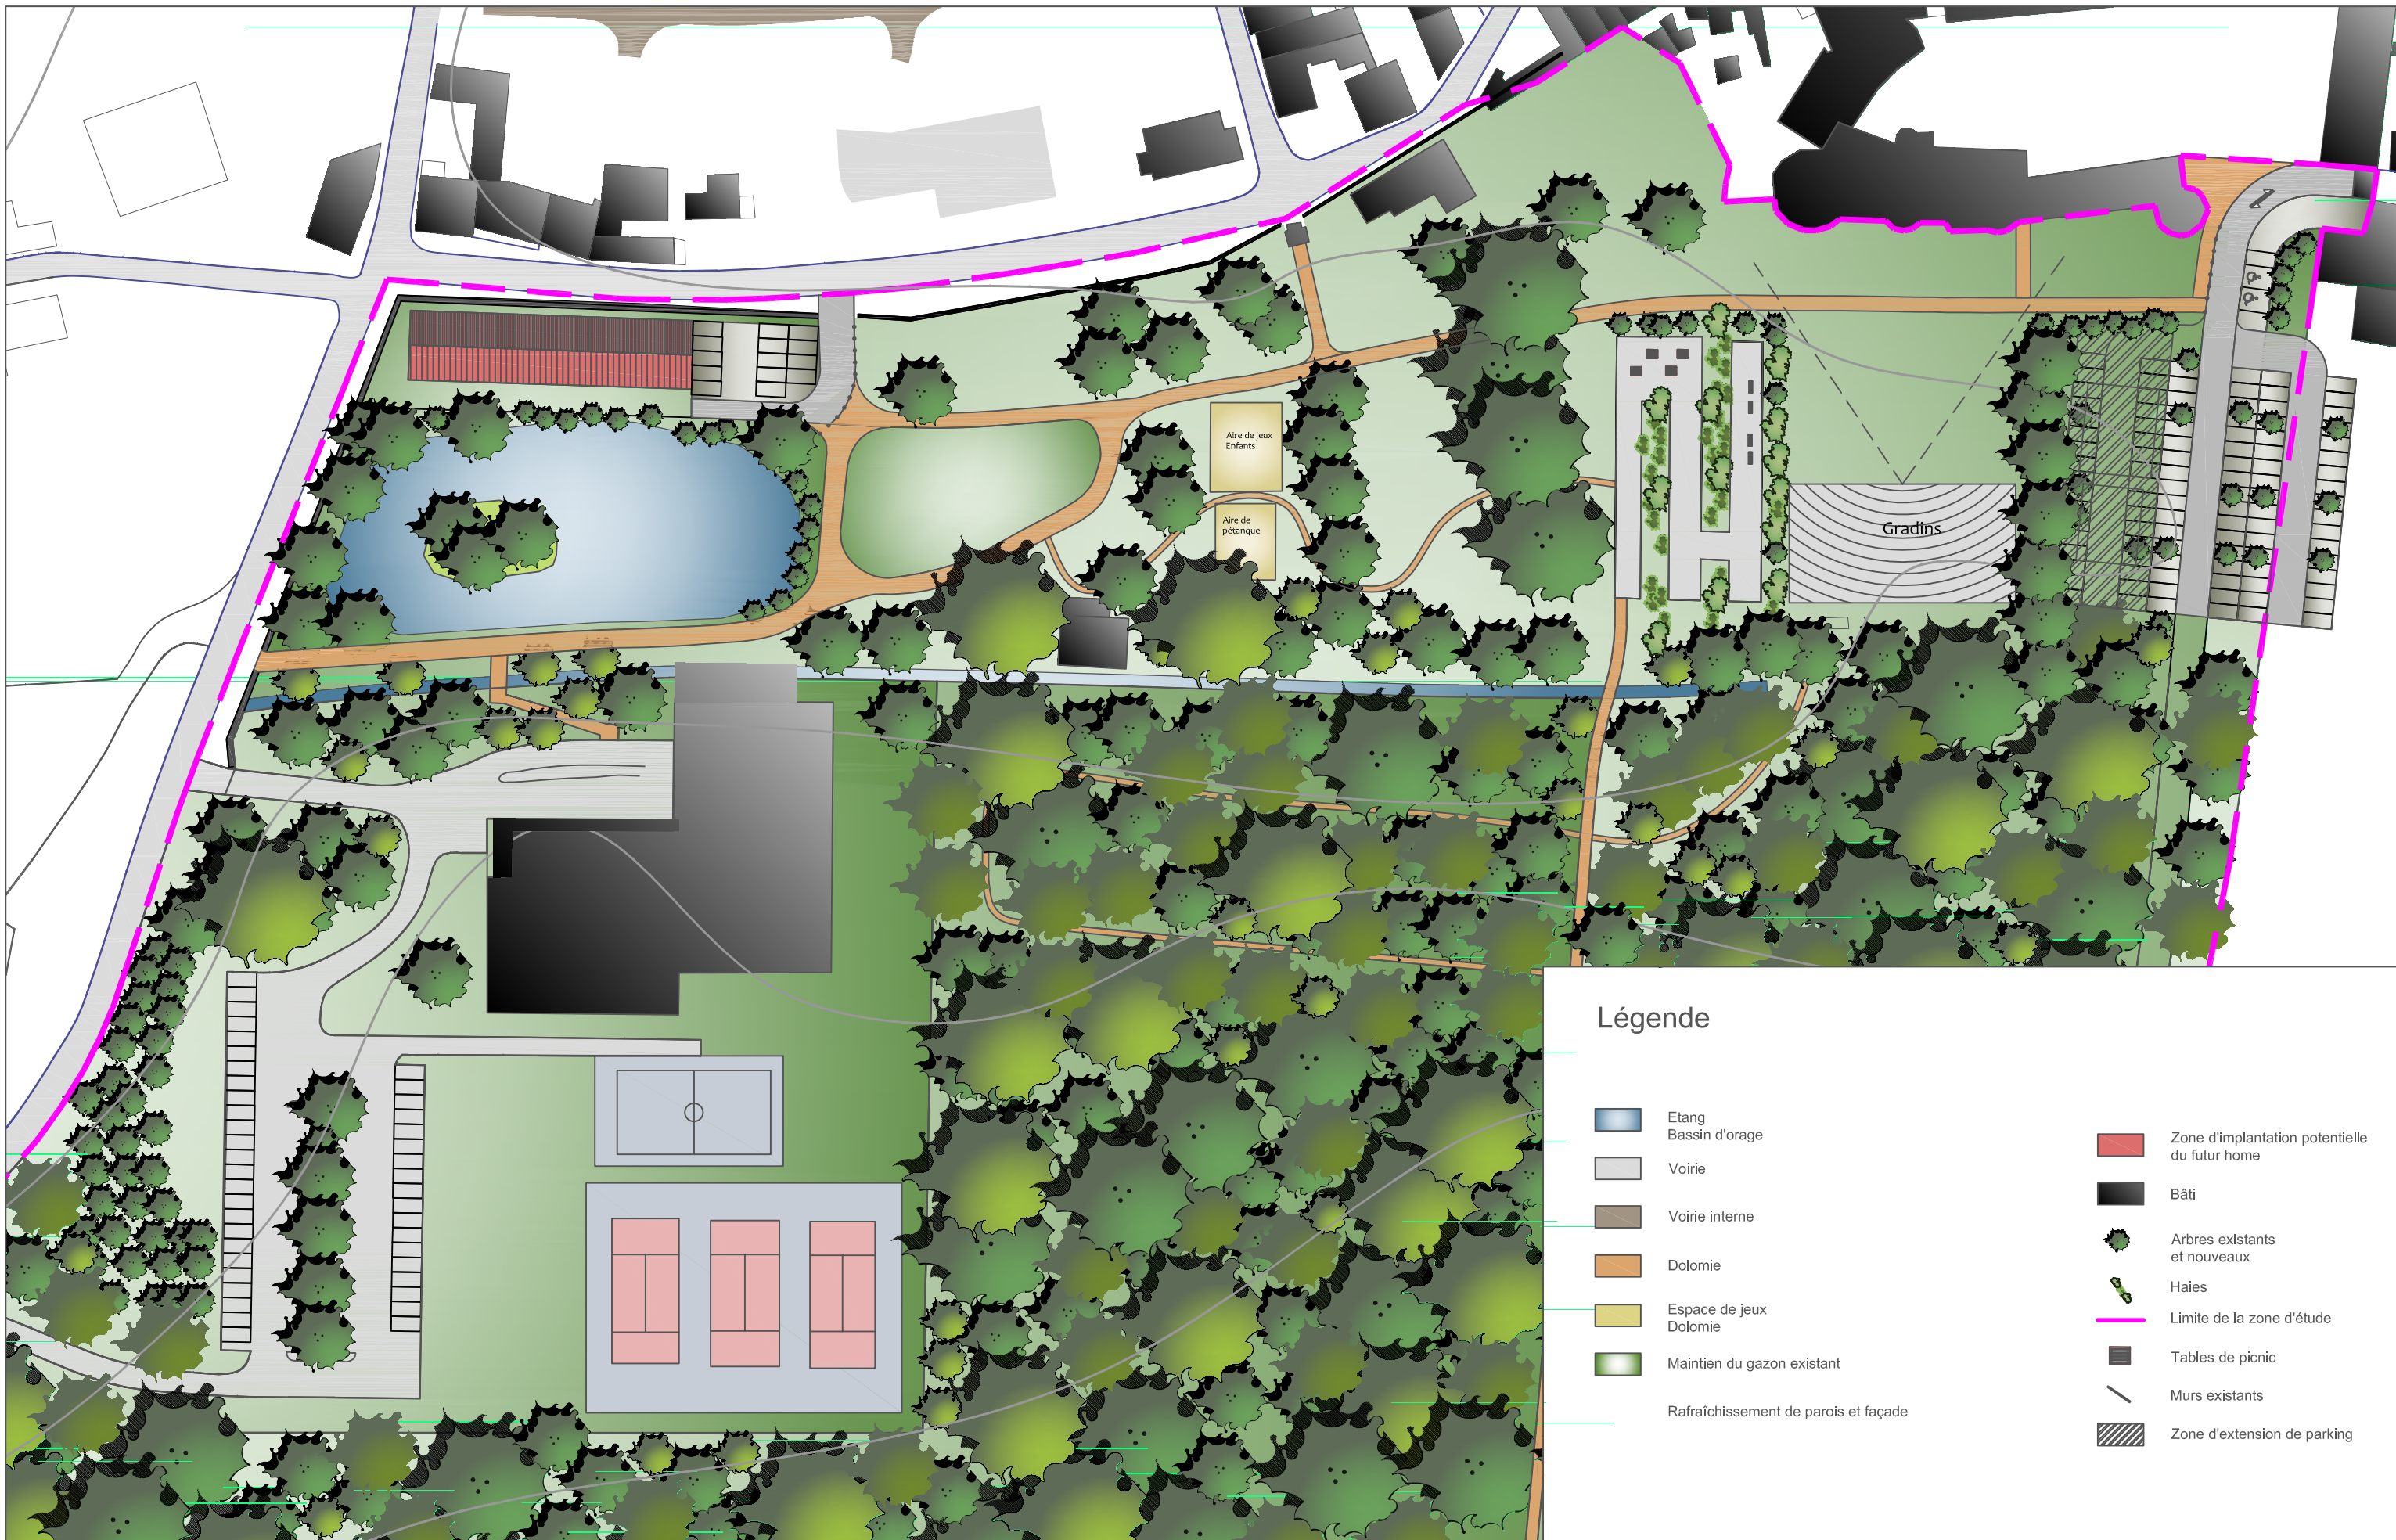 Aire de jeux
Enfants
Aire de
pétanque
Gradins
Légende
Etang
Bassin d'orage
Voirie
Voirie interne
Dolomie
Espace de jeux
Dolomie
Maintien du gazon existant
Rafraîchissement de parois et façade
Zone d'implantation potentielle
du futur home
Bâti
Arbres existants
et nouveaux
Haies
Limite de la zone d'étude
Tables de picnic
Murs existants
Zone d'extension de parking